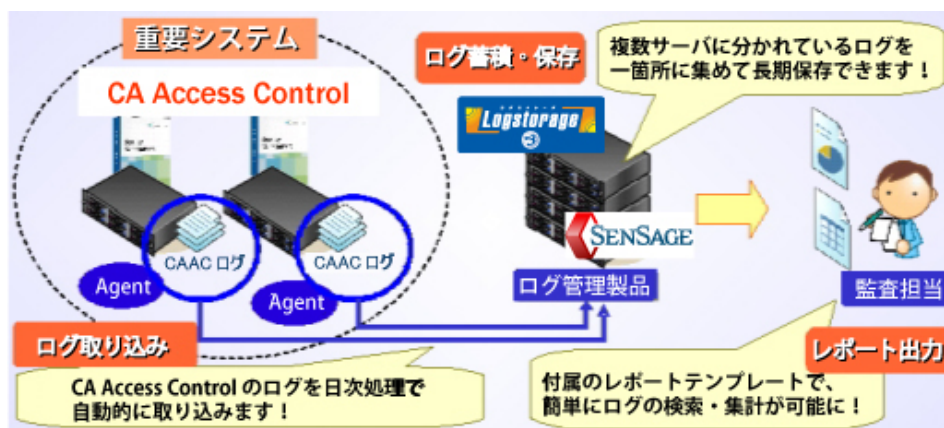 重要システム
CA Access Control
CAAC ログ
CAAC ログ
Agent
Agent
ログ取り込み
CA Access Control のログを日次処理で
自動的に取り込みます！
ログ蓄積・保存
複数サーバに分かれているログを
一箇所に集めて長期保存できます！
Logstorage
SENSAGE
ログ管理製品
監査担当
レポート出力
付属のレポートテンプレートで、
簡単にログの検索・集計が可能に！